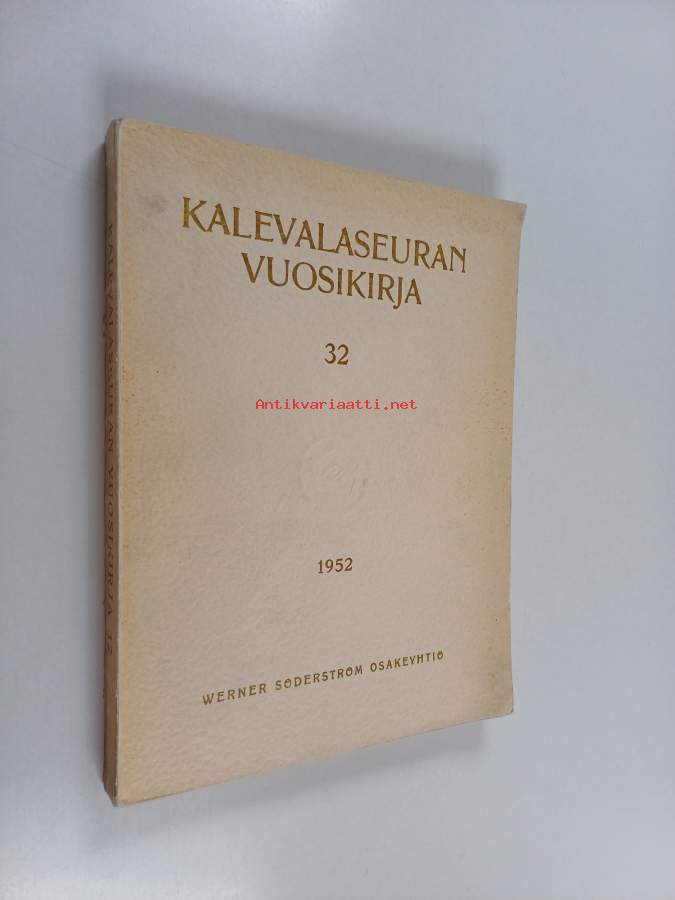 KALEVALASEURAN
VUOSIKIRJA
32
Antikvariaatti.net
1952
WERNER SÖDERSTRÖM OSAKEYHTIÖ
KALEVALASEURAN VUOSIKIRJA 32